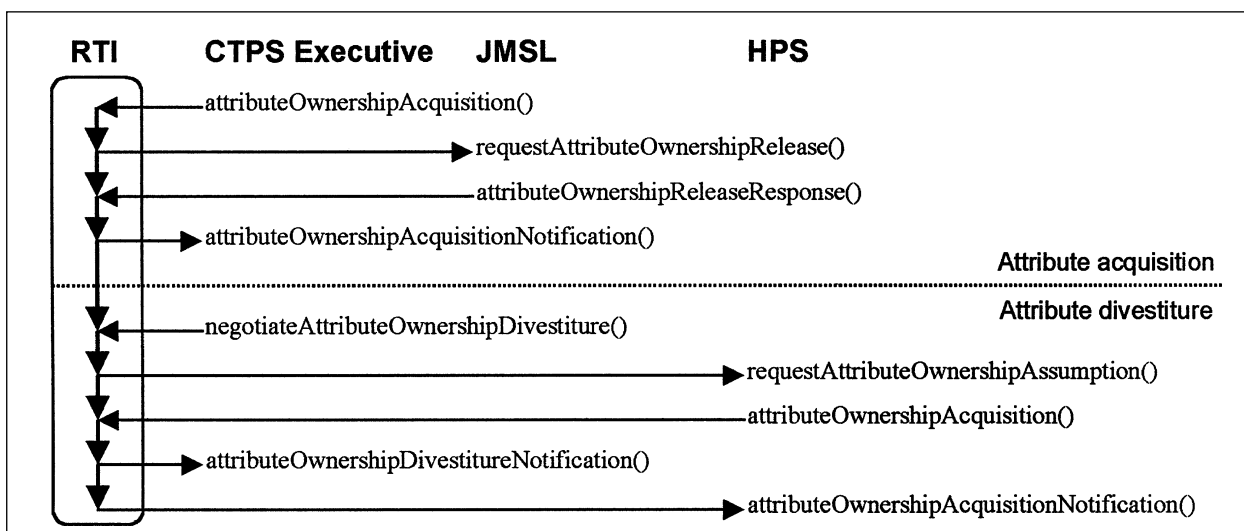 RTI CTPS Executive JMSL HPS
attributeOwnershipAcquisition()
requestAttributeOwnershipRelease()
attributeOwnershipReleaseResponse()
attributeOwnershipAcquisitionNotification()
Attribute acquisition
Attribute divestiture
negotiateAttributeOwnershipDivestiture()
requestAttributeOwnershipAssumption()
attributeOwnershipAcquisition()
attributeOwnershipDivestitureNotification()
attributeOwnershipAcquisitionNotification()